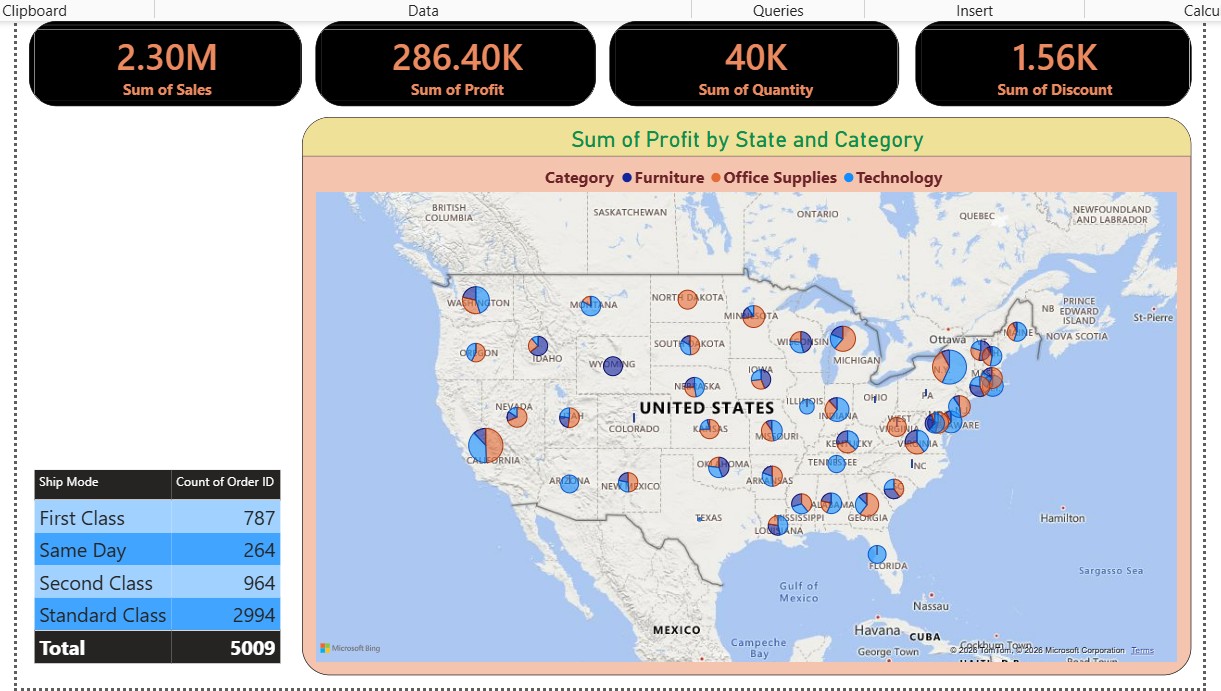 Clipboard
Data
Queries
Insert
Calcu
2.30M
Sum of Sales
286.40K
Sum of Profit
40K
Sum of Quantity
1.56K
Sum of Discount
Sum of Profit by State and Category
Category Furniture Office Supplies Technology
BRITISH
COLUMBIA
SASKATCHEWAN
ONTARIO
QUEBEC
NEWFOUNDLAND
AND LABRADOR
NB
PRINCE
EDWARD
ISLAND
St-Pierre
NOVA SCOTIA
MAINE
Ottawa
WASHINGTON
MONTANA
NORTH DAKOTA
MINNESOTA
OREGON
IDAHO
SOUTH DAKOTA
WISCONSIN
MICHIGAN
WYOMING
IOWA
N.Y.
NEBRASKA
ILLINOIS
OHIO
PA
UNITED STATES
INDIANA
NEVADA
UTAH
COLORADO
KANSAS
MISSOURI
WEST
VIRGINIA
DELAWARE
KENTUCKY
VIRGINIA
CALIFORNIA
OKLAHOMA
TENNESSEE
NC
ARIZONA
NEW MEXICO
ARKANSAS
TEXAS
MISSISSIPPI
ALABAMA
GEORGIA
LOUISIANA
FLORIDA
Hamilton
Gulf of
Mexico
Sargasso Sea
Nassau
MEXICO
Campeche
Bay
Havana
CUBA
George Town
Cockburn Town
Microsoft Bing
© 2026 TomTom, © 2026 Microsoft Corporation Terms
Ship Mode Count of Order ID
First Class 787
Same Day 264
Second Class 964
Standard Class 2994
Total 5009